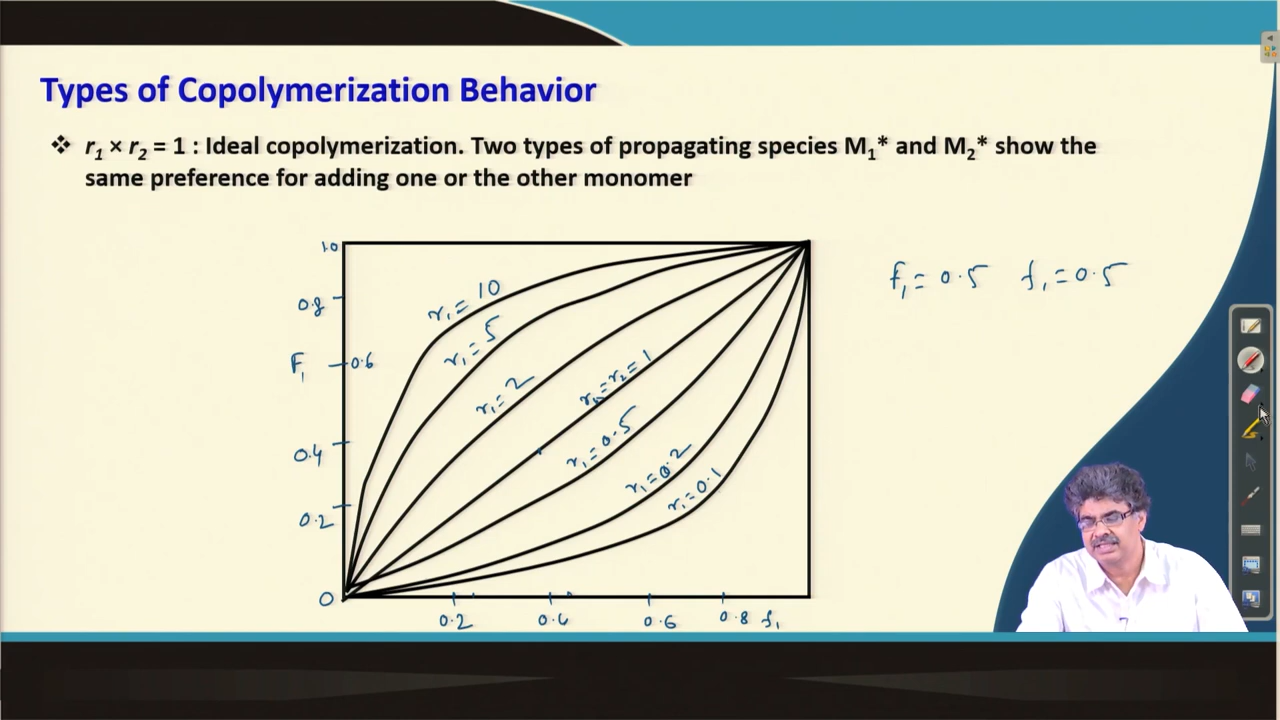 Types of Copolymerization Behavior
❖ r₁ × r₂ = 1 : Ideal copolymerization. Two types of propagating species M₁* and M₂* show the
same preference for adding one or the other monomer
1.0
f₁ = 0.5 f₁ = 0.5
r₁ = 10
0.8
r₁ = 5
F₁ 0.6
r₁ = 2
r₁ = r₂ = 1
r₁ = 0.5
0.4
r₁ = 0.2
r₁ = 0.1
0.2
0
0.2 0.6 0.6 0.8 f₁